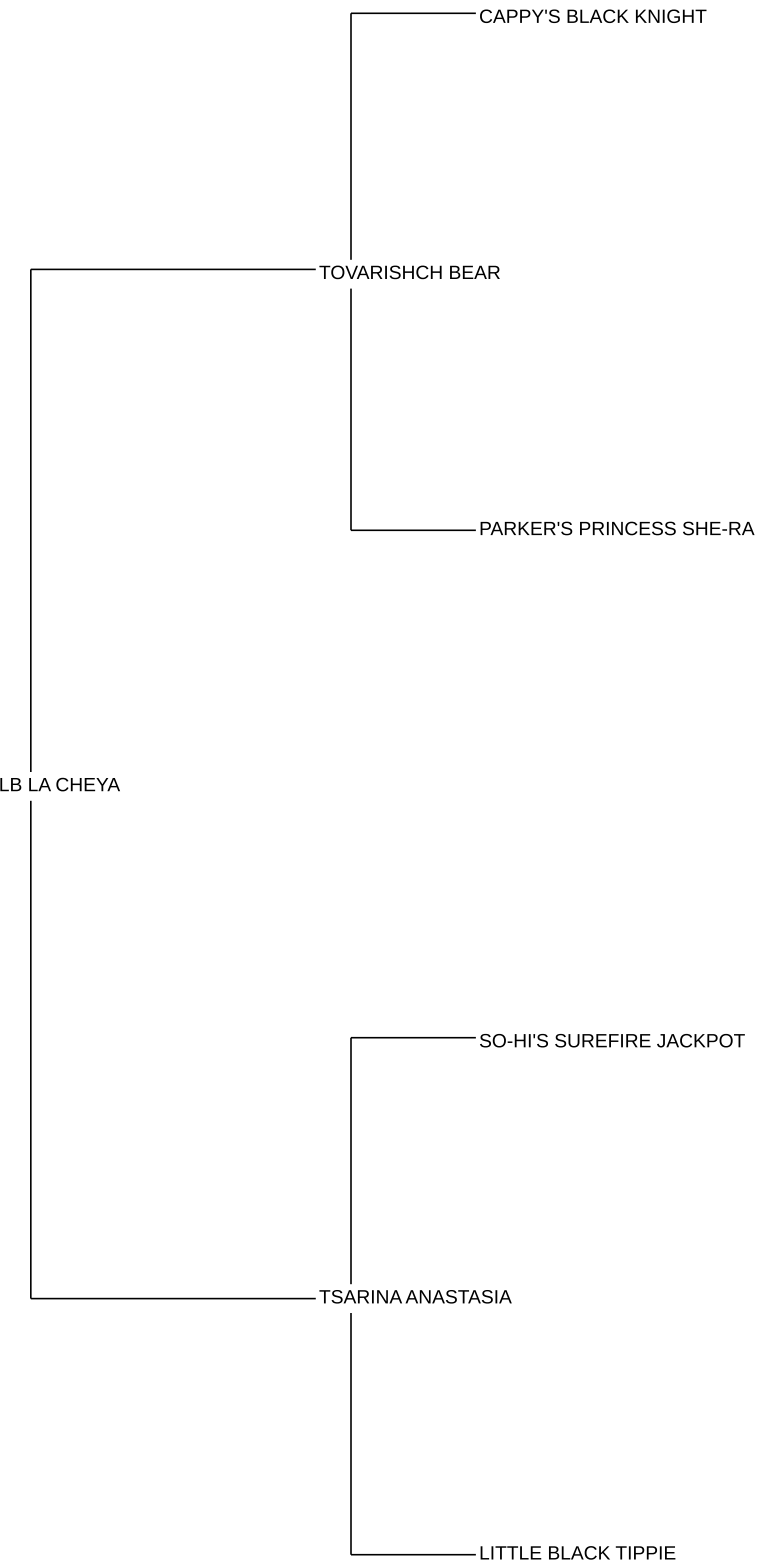 CAPPY'S BLACK KNIGHT
TOVARISHCH BEAR
PARKER'S PRINCESS SHE-RA
LB LA CHEYA
SO-HI'S SUREFIRE JACKPOT
TSARINA ANASTASIA
LITTLE BLACK TIPPIE